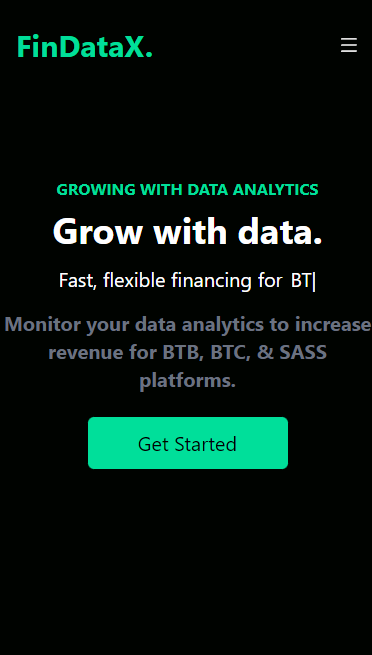 FinDataX.
GROWING WITH DATA ANALYTICS
Grow with data.
Fast, flexible financing for BT|
Monitor your data analytics to increase
revenue for BTB, BTC, & SASS
platforms.
Get Started